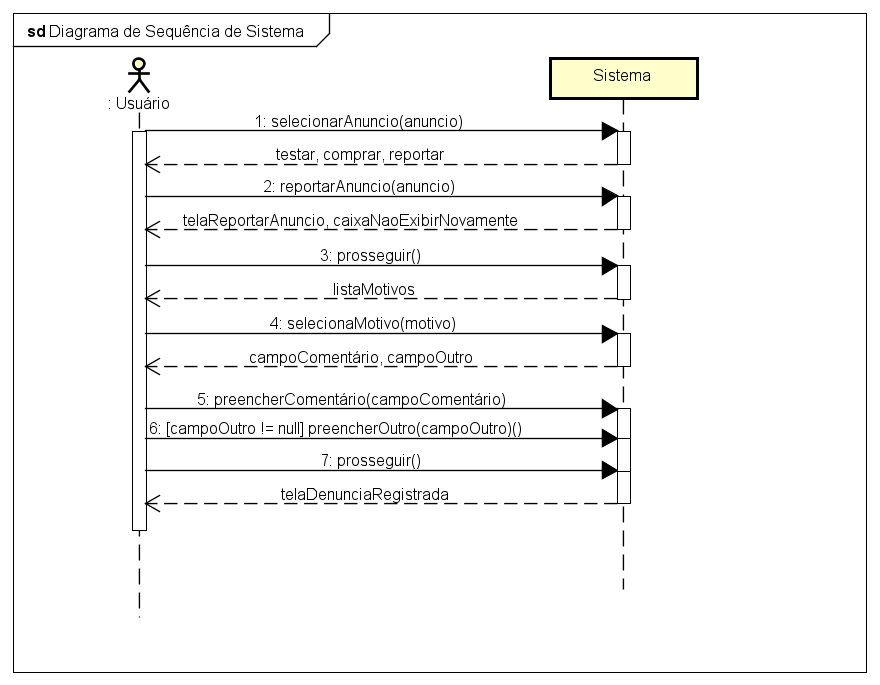 sd Diagrama de Sequência de Sistema
Sistema
: Usuário
1: selecionarAnuncio(anuncio)
testar, comprar, reportar
2: reportarAnuncio(anuncio)
telaReportarAnuncio, caixaNaoExibirNovamente
3: prosseguir()
listaMotivos
4: selecionaMotivo(motivo)
campoComentário, campoOutro
5: preencherComentário(campoComentário)
6: [campoOutro != null] preencherOutro(campoOutro)()
7: prosseguir()
telaDenunciaRegistrada